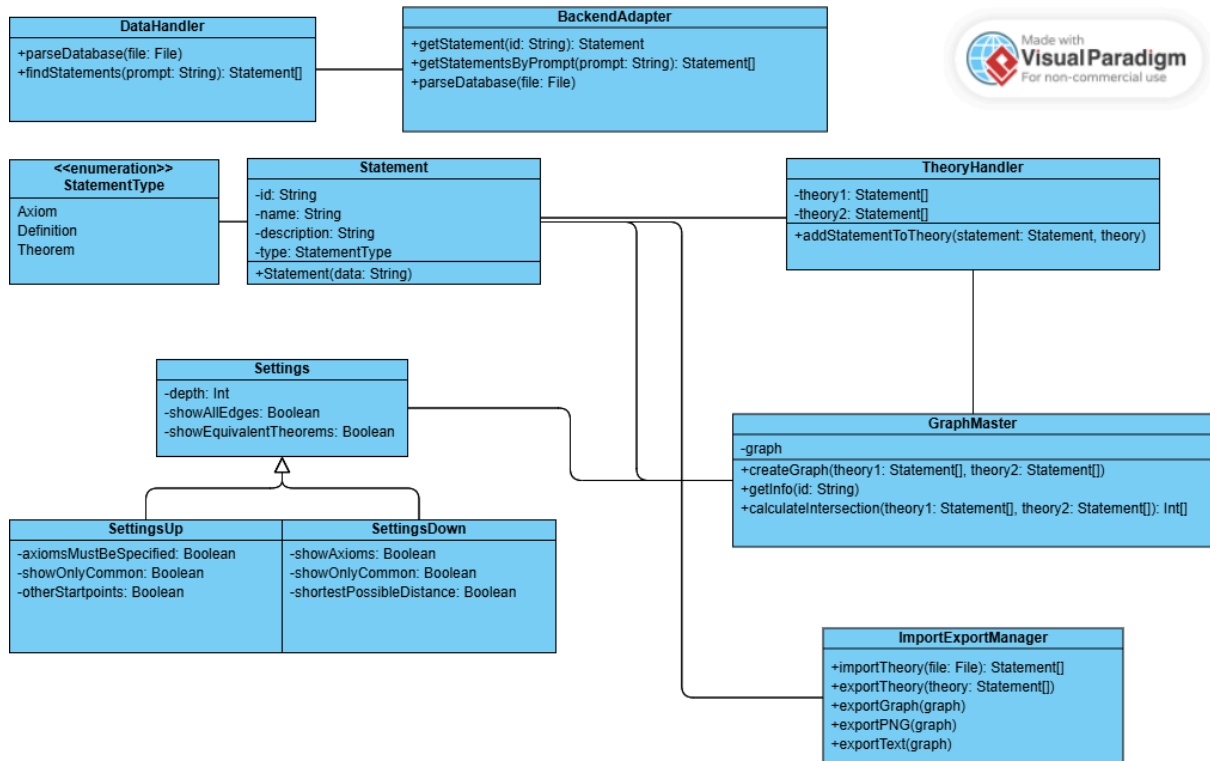 DataHandler
+parseDatabase(file: File)
+findStatements(prompt: String): Statement[]
BackendAdapter
+getStatement(id: String): Statement
+getStatementsByPrompt(prompt: String): Statement[]
+parseDatabase(file: File)
Made with
VisualParadigm
For non-commercial use
<<enumeration>>
StatementType
Axiom
Definition
Theorem
Statement
-id: String
-name: String
-description: String
-type: StatementType
+Statement(data: String)
TheoryHandler
-theory1: Statement[]
-theory2: Statement[]
+addStatementToTheory(statement: Statement, theory)
Settings
-depth: Int
-showAllEdges: Boolean
-showEquivalentTheorems: Boolean
GraphMaster
-graph
+createGraph(theory1: Statement[], theory2: Statement[])
+getInfo(id: String)
+calculateIntersection(theory1: Statement[], theory2: Statement[]): Int[]
SettingsUp
-axiomsMustBeSpecified: Boolean
-showOnlyCommon: Boolean
-otherStartpoints: Boolean
SettingsDown
-showAxioms: Boolean
-showOnlyCommon: Boolean
-shortestPossibleDistance: Boolean
ImportExportManager
+importTheory(file: File): Statement[]
+exportTheory(theory: Statement[])
+exportGraph(graph)
+exportPNG(graph)
+exportText(graph)